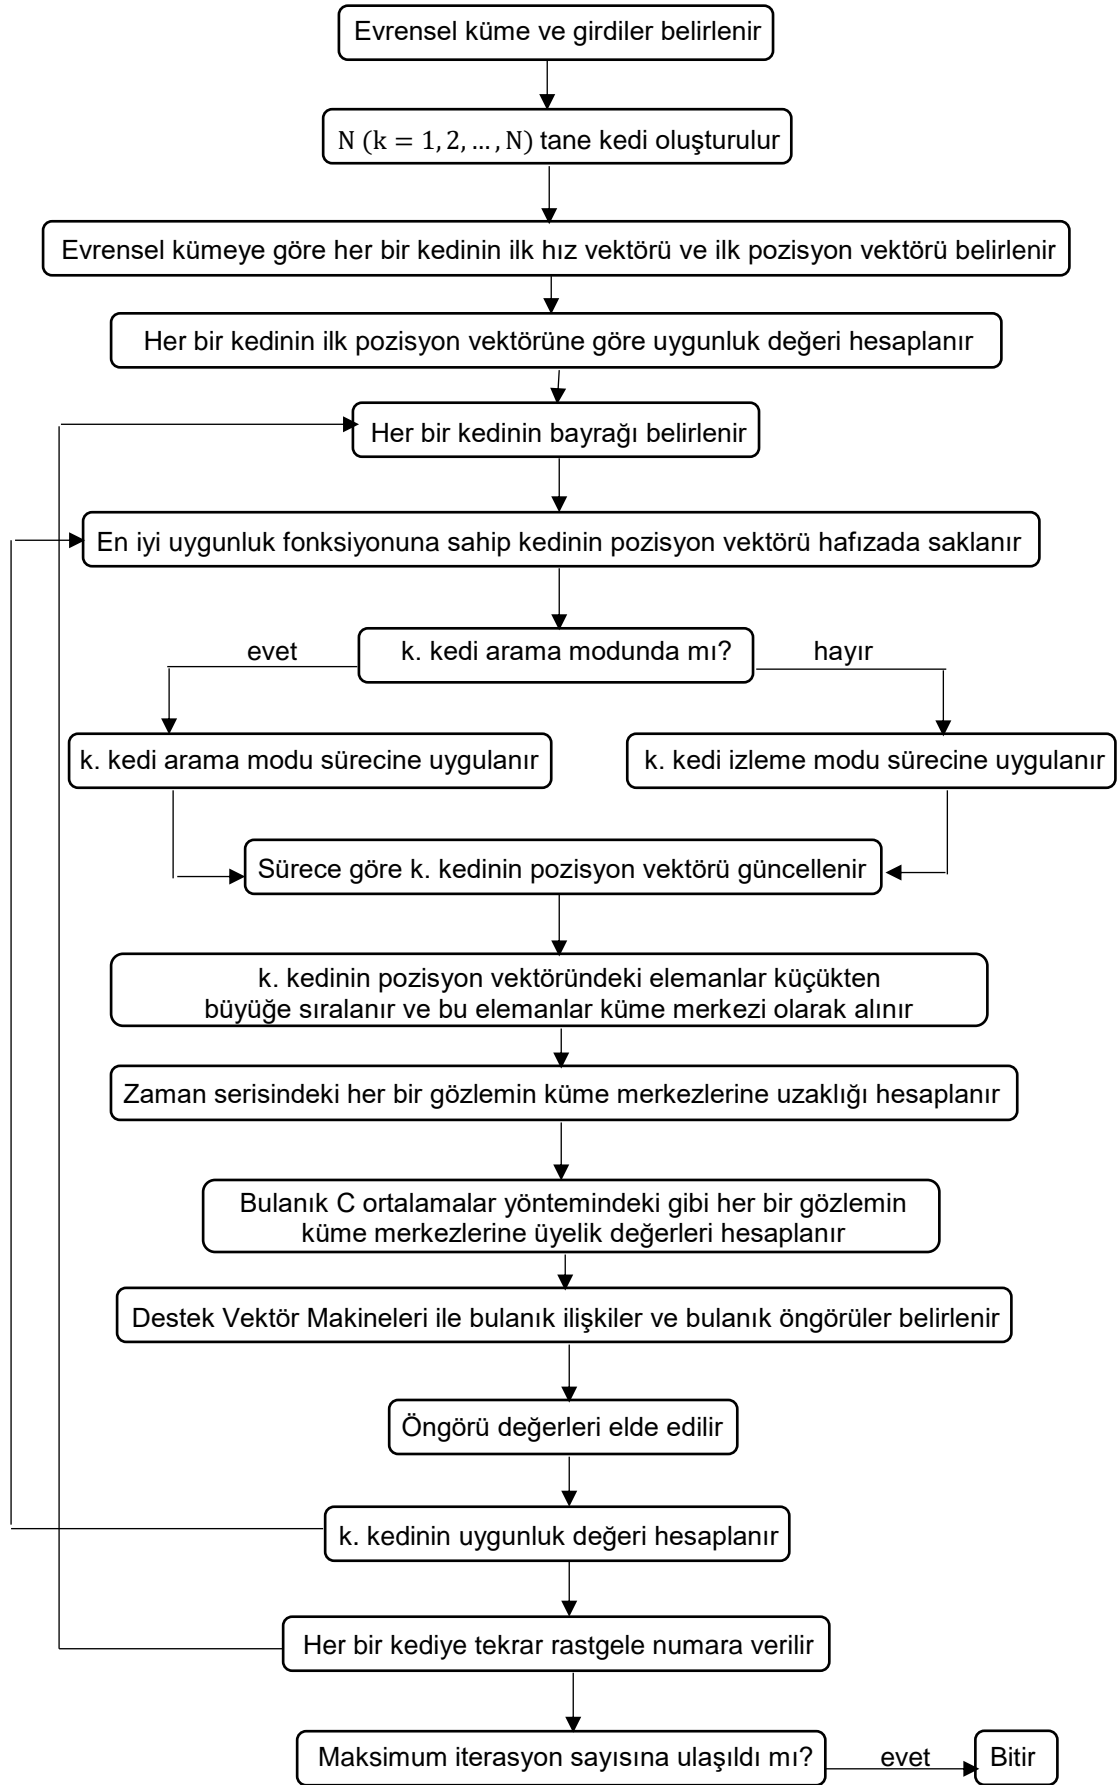 Evrensel küme ve girdiler belirlenir
N (k = 1, 2, … , N) tane kedi oluşturulur
Evrensel kümeye göre her bir kedinin ilk hız vektörü ve ilk pozisyon vektörü belirlenir
Her bir kedinin ilk pozisyon vektörüne göre uygunluk değeri hesaplanır
Her bir kedinin bayrağı belirlenir
En iyi uygunluk fonksiyonuna sahip kedinin pozisyon vektörü hafızada saklanır
evet
k. kedi arama modunda mı?
hayır
k. kedi arama modu sürecine uygulanır
k. kedi izleme modu sürecine uygulanır
Sürece göre k. kedinin pozisyon vektörü güncellenir
k. kedinin pozisyon vektöründeki elemanlar küçükten
büyüğe sıralanır ve bu elemanlar küme merkezi olarak alınır
Zaman serisindeki her bir gözlemin küme merkezlerine uzaklığı hesaplanır
Bulanık C ortalamalar yöntemindeki gibi her bir gözlemin
küme merkezlerine üyelik değerleri hesaplanır
Destek Vektör Makineleri ile bulanık ilişkiler ve bulanık öngörüler belirlenir
Öngörü değerleri elde edilir
k. kedinin uygunluk değeri hesaplanır
Her bir kediye tekrar rastgele numara verilir
Maksimum iterasyon sayısına ulaşıldı mı?
evet
Bitir